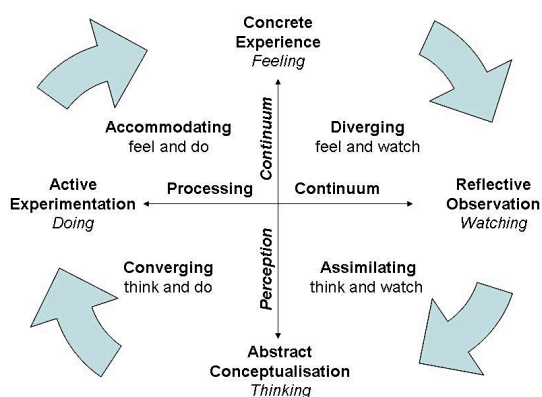 Concrete
Experience
Feeling
Accommodating
feel and do
Diverging
feel and watch
Continuum
Active
Experimentation
Doing
Processing
Continuum
Reflective
Observation
Watching
Perception
Converging
think and do
Assimilating
think and watch
Abstract
Conceptualisation
Thinking